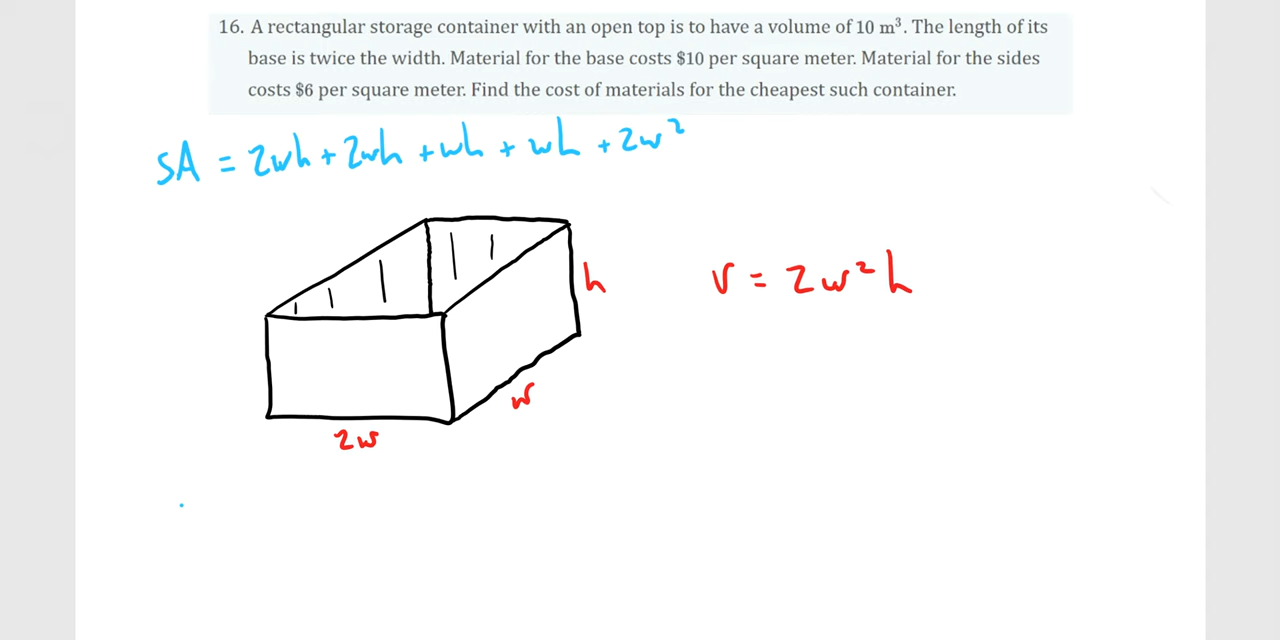 16. A rectangular storage container with an open top is to have a volume of 10 m³. The length of its
base is twice the width. Material for the base costs $10 per square meter. Material for the sides
costs $6 per square meter. Find the cost of materials for the cheapest such container.
SA = 2wh + 2wh + wh + wh + 2w²
h
V = 2w²h
w
2w